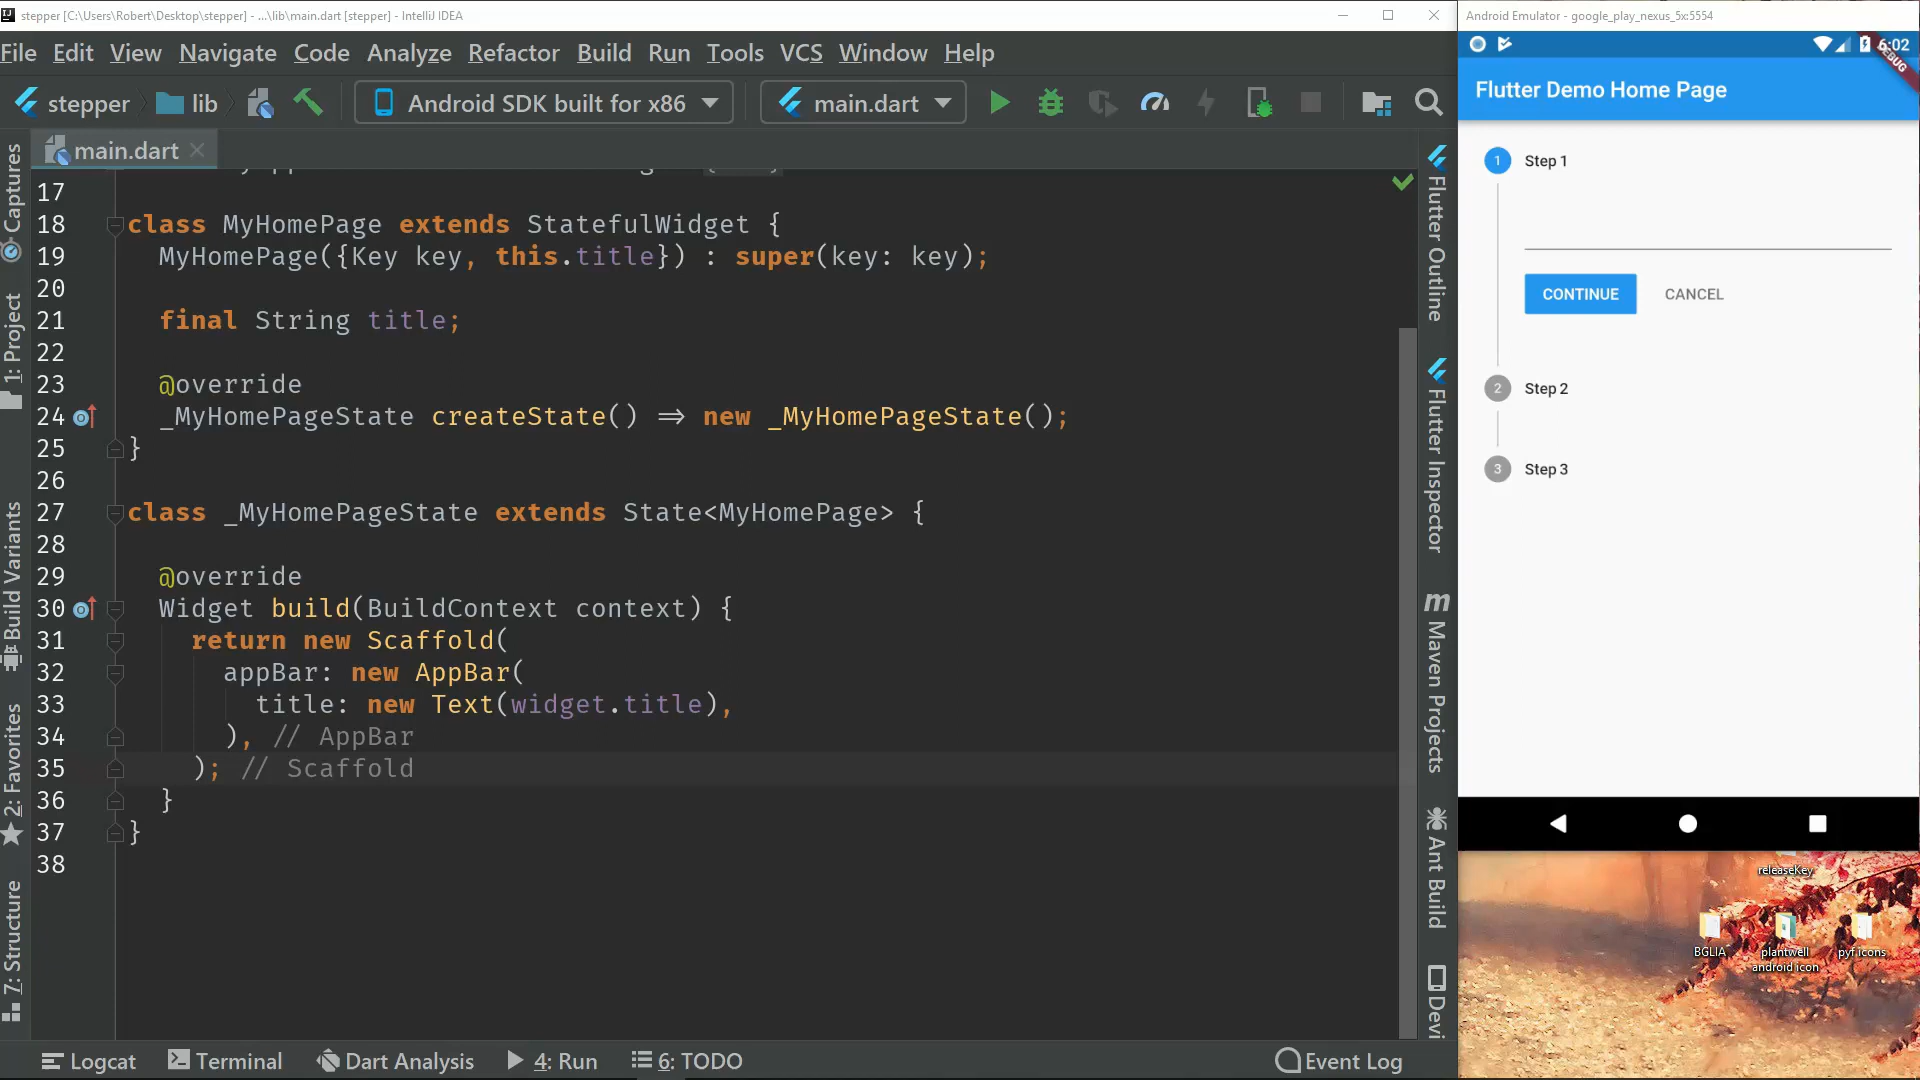 stepper [C:\Users\Robert\Desktop\stepper] - ...\lib\main.dart [stepper] - IntelliJ IDEA
File Edit View Navigate Code Analyze Refactor Build Run Tools VCS Window Help
stepper lib Android SDK built for x86 main.dart
main.dart
Captures
1: Project
Build Variants
2: Favorites
7: Structure
17
18 class MyHomePage extends StatefulWidget {
19 MyHomePage({Key key, this.title}) : super(key: key);
20
21 final String title;
22
23 @override
24 _MyHomePageState createState() => new _MyHomePageState();
25 }
26
27 class _MyHomePageState extends State<MyHomePage> {
28
29 @override
30 Widget build(BuildContext context) {
31 return new Scaffold(
32 appBar: new AppBar(
33 title: new Text(widget.title),
34 ), // AppBar
35 ); // Scaffold
36 }
37 }
38
Flutter Outline
Flutter Inspector
m Maven Projects
Ant Build
Devi
Logcat Terminal Dart Analysis 4: Run 6: TODO Event Log
Android Emulator - google_play_nexus_5x:5554
6:02
DEBUG
Flutter Demo Home Page
1 Step 1
CONTINUE CANCEL
2 Step 2
3 Step 3
releaseKey
BGLIA
plantwell
android icon
pyf icons